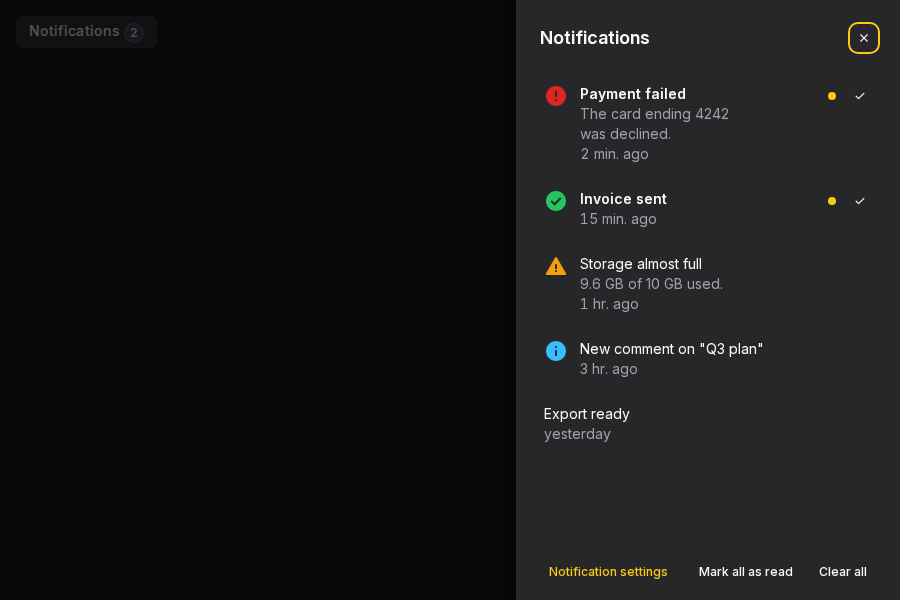 Notifications 2
Notifications
Payment failed
The card ending 4242
was declined.
2 min. ago
Invoice sent
15 min. ago
Storage almost full
9.6 GB of 10 GB used.
1 hr. ago
New comment on "Q3 plan"
3 hr. ago
Export ready
yesterday
Notification settings
Mark all as read
Clear all